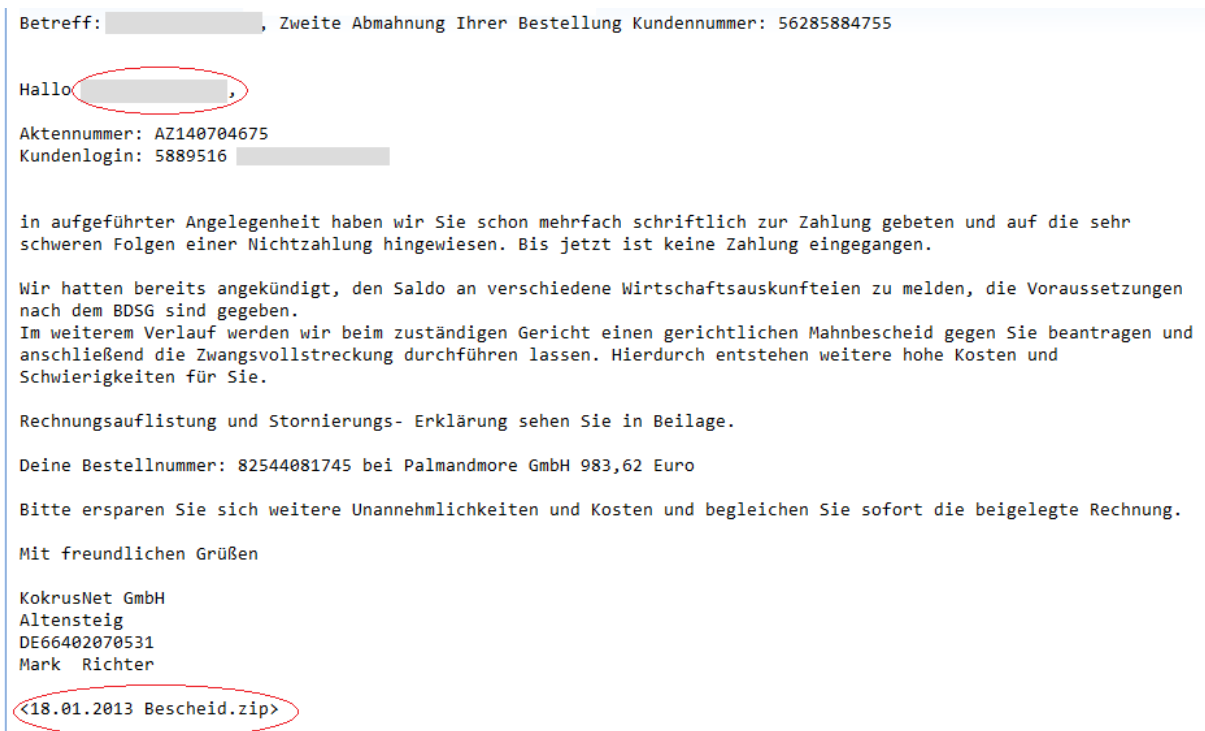 Betreff: , Zweite Abmahnung Ihrer Bestellung Kundennummer: 56285884755
Hallo ,
Aktennummer: AZ140704675
Kundenlogin: 5889516
in aufgeführter Angelegenheit haben wir Sie schon mehrfach schriftlich zur Zahlung gebeten und auf die sehr
schweren Folgen einer Nichtzahlung hingewiesen. Bis jetzt ist keine Zahlung eingegangen.
Wir hatten bereits angekündigt, den Saldo an verschiedene Wirtschaftsauskunfteien zu melden, die Voraussetzungen
nach dem BDSG sind gegeben.
Im weiterem Verlauf werden wir beim zuständigen Gericht einen gerichtlichen Mahnbescheid gegen Sie beantragen und
anschließend die Zwangsvollstreckung durchführen lassen. Hierdurch entstehen weitere hohe Kosten und
Schwierigkeiten für Sie.
Rechnungsauflistung und Stornierungs- Erklärung sehen Sie in Beilage.
Deine Bestellnummer: 82544081745 bei Palmandmore GmbH 983,62 Euro
Bitte ersparen Sie sich weitere Unannehmlichkeiten und Kosten und begleichen Sie sofort die beigelegte Rechnung.
Mit freundlichen Grüßen
KokrusNet GmbH
Altensteig
DE66402070531
Mark  Richter
<18.01.2013 Bescheid.zip>